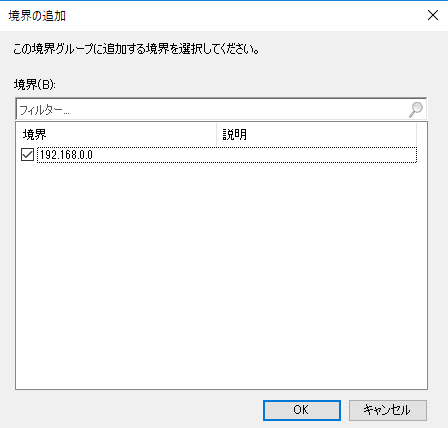 境界の追加
この境界グループに追加する境界を選択してください。
境界(B):
フィルター...
境界 説明
192.168.0.0
OK キャンセル